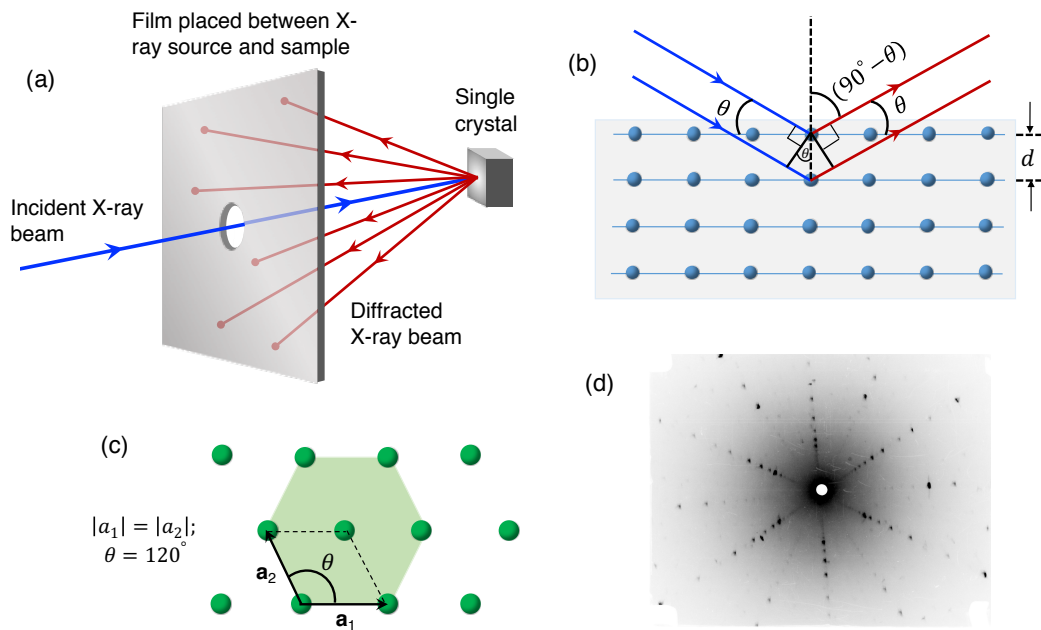 Film placed between X-
ray source and sample
(a)
Single
crystal
Incident X-ray
beam
Diffracted
X-ray beam
(b)
θ
(90°−θ)
θ
θ
d
(c)
|a₁| = |a₂|;
θ = 120°
θ
a₂
a₁
(d)